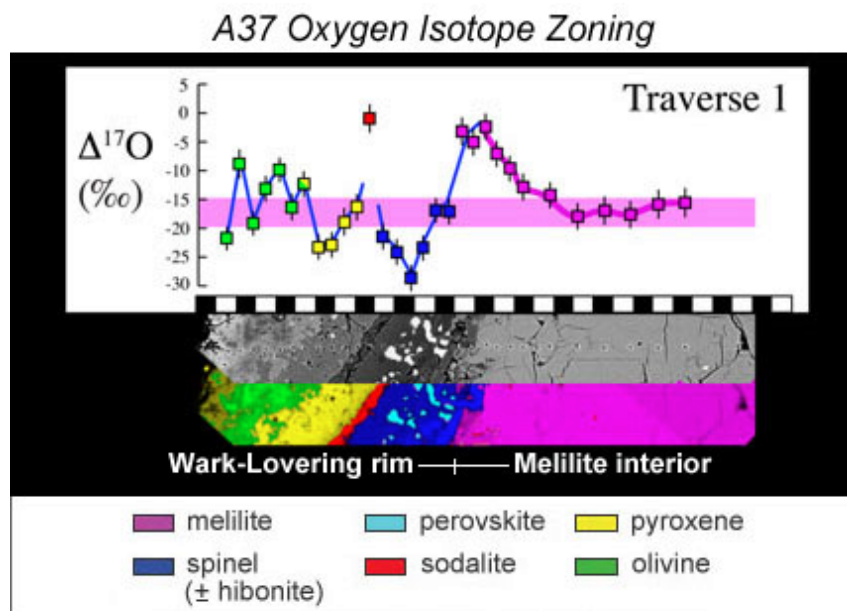 A37 Oxygen Isotope Zoning
Traverse 1
Δ¹⁷O
(‰)
5
0
-5
-10
-15
-20
-25
-30
Wark-Lovering rim
Melilite interior
melilite
perovskite
pyroxene
spinel
(± hibonite)
sodalite
olivine